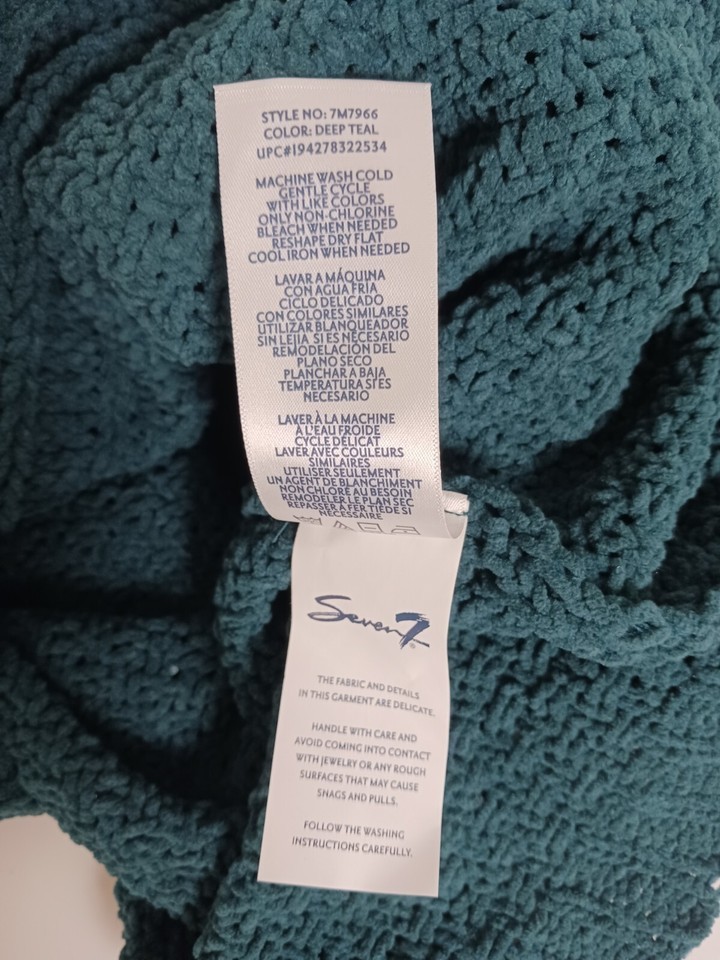 STYLE NO: 7M7966
COLOR: DEEP TEAL
UPC#194278322534
MACHINE WASH COLD
GENTLE CYCLE
WITH LIKE COLORS
ONLY NON-CHLORINE
BLEACH WHEN NEEDED
RESHAPE DRY FLAT
COOL IRON WHEN NEEDED
LAVAR A MÁQUINA
CON AGUA FRÍA
CICLO DELICADO
CON COLORES SIMILARES
UTILIZAR BLANQUEADOR
SIN LEJIA SI ES NECESARIO
REMODELACIÓN DEL
PLANO SECO
PLANCHAR A BAJA
TEMPERATURA SI ES
NECESARIO
LAVER À LA MACHINE
À L'EAU FROIDE
CYCLE DÉLICAT
LAVER AVEC COULEURS
SIMILAIRES
UTILISER SEULEMENT
UN AGENT DE BLANCHIMENT
NON CHLORÉ AU BESOIN
REMODELER LE PLAN SEC
REPASSER À FER TIÈDE SI
NÉCESSAIRE
Seven7
®
THE FABRIC AND DETAILS
IN THIS GARMENT ARE DELICATE.
HANDLE WITH CARE AND
AVOID COMING INTO CONTACT
WITH JEWELRY OR ANY ROUGH
SURFACES THAT MAY CAUSE
SNAGS AND PULLS.
FOLLOW THE WASHING
INSTRUCTIONS CAREFULLY.